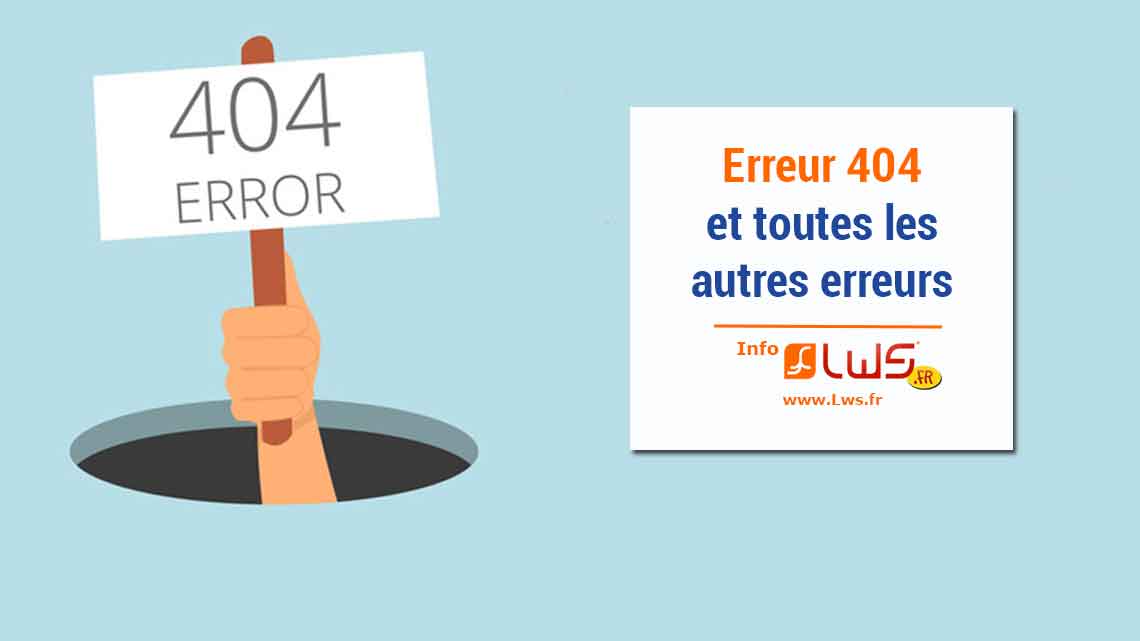 404
ERROR
Erreur 404
et toutes les
autres erreurs
Info LWS.FR
www.Lws.fr